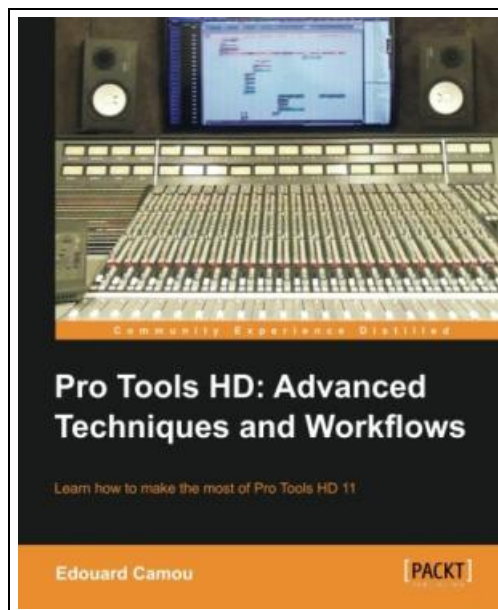 Community Experience Distilled
Pro Tools HD: Advanced
Techniques and Workflows
Learn how to make the most of Pro Tools HD 11
Edouard Camou
[PACKT]
PUBLISHING